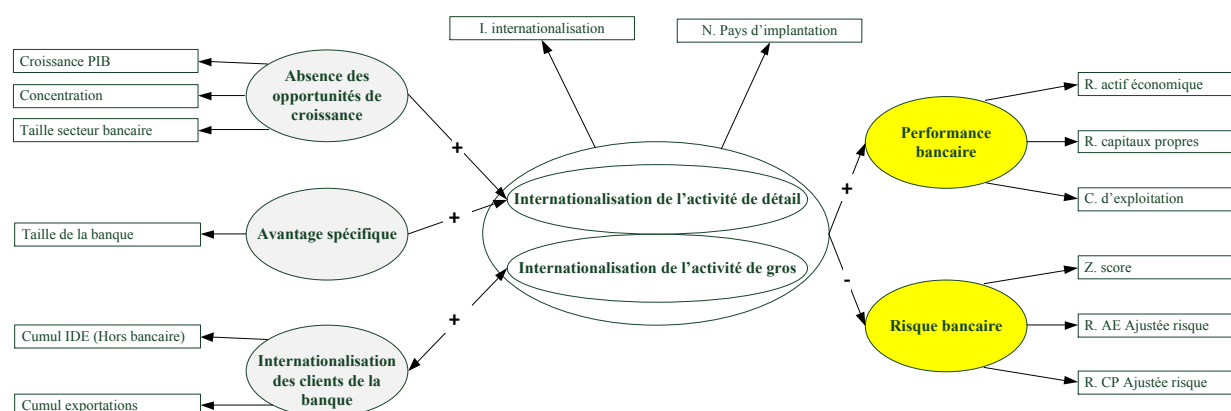 I. internationalisation
N. Pays d’implantation
Croissance PIB
Concentration
Taille secteur bancaire
Absence des
opportunités de
croissance
+
Taille de la banque
Avantage spécifique
+
Cumul IDE (Hors bancaire)
Cumul exportations
Internationalisation
des clients de la
banque
+
Internationalisation de l’activité de détail
Internationalisation de l’activité de gros
+
-
Performance
bancaire
R. actif économique
R. capitaux propres
C. d’exploitation
Risque bancaire
Z. score
R. AE Ajustée risque
R. CP Ajustée risque